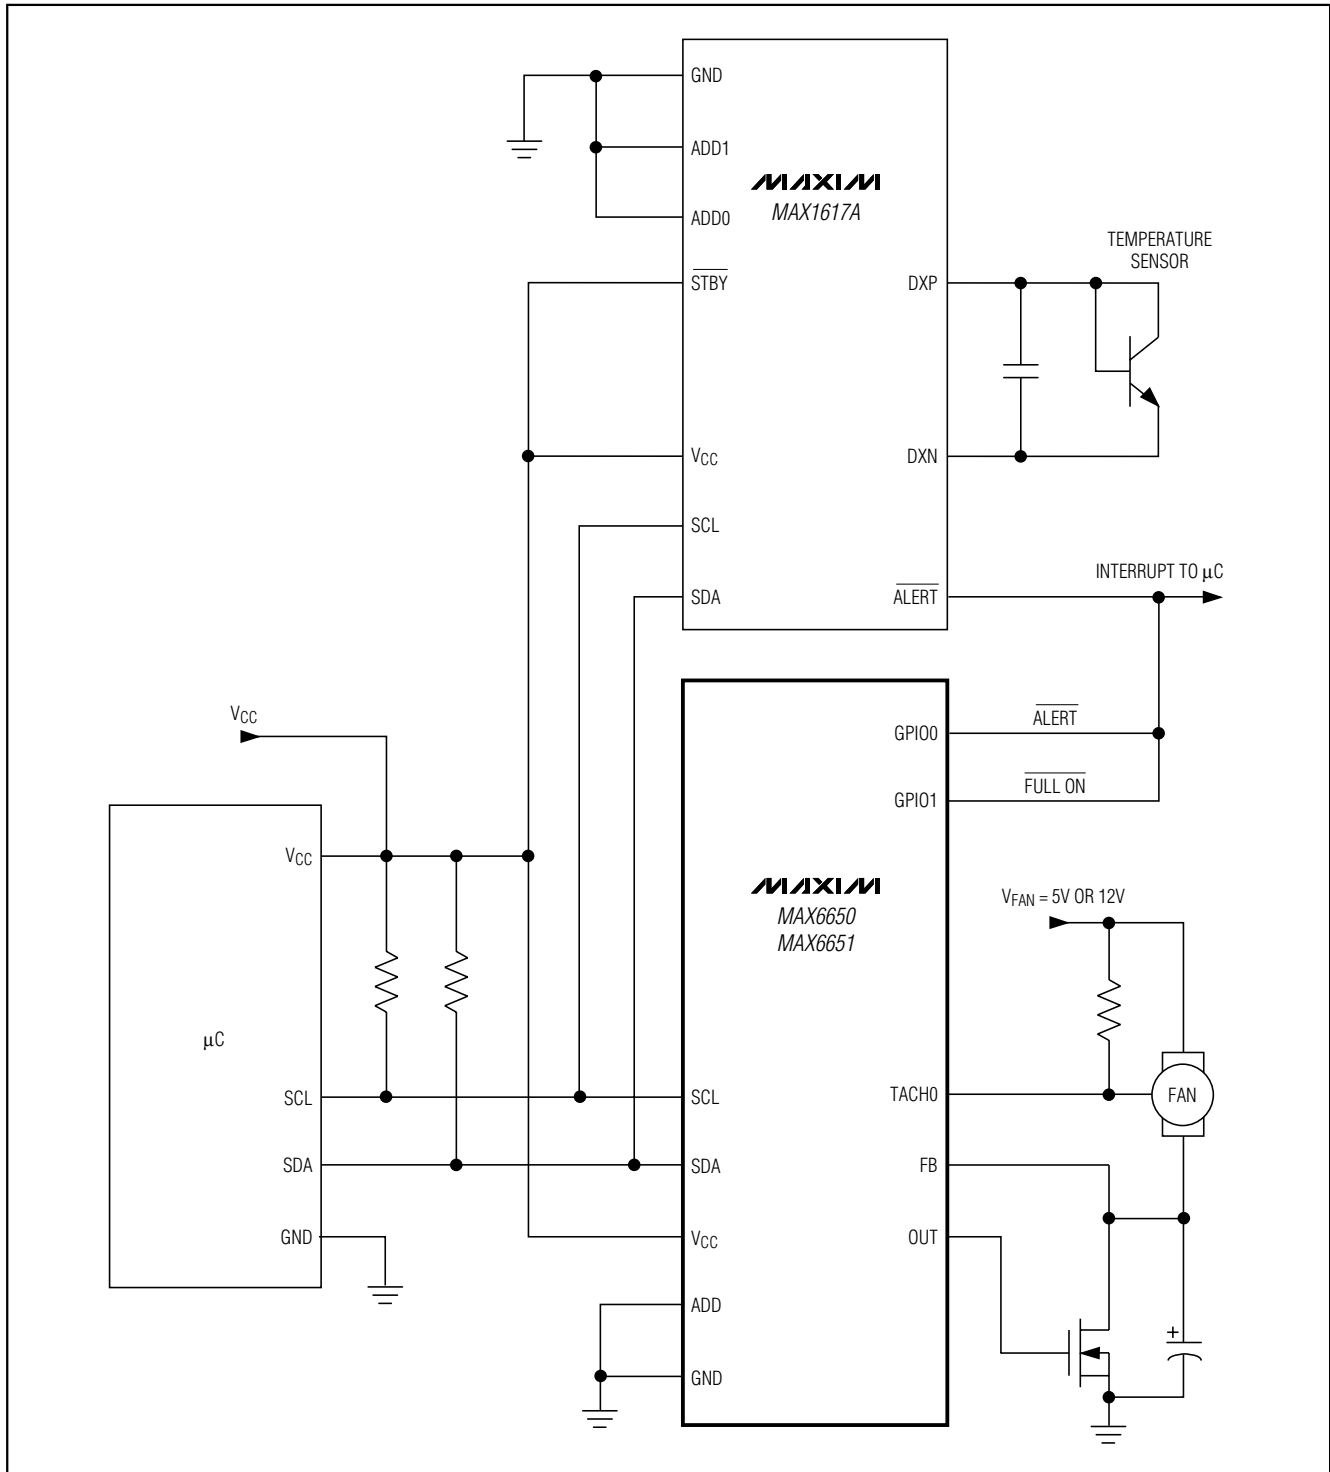 GND
ADD1
MAXIM
MAX1617A
ADD0
TEMPERATURE
SENSOR
STBY
DXP
VCC
DXN
SCL
INTERRUPT TO µC
SDA
ALERT
VCC
GPIO0
ALERT
GPIO1
FULL ON
VCC
MAXIM
MAX6650
MAX6651
VFAN = 5V OR 12V
µC
SCL
SCL
TACH0
FAN
SDA
SDA
FB
GND
VCC
OUT
ADD
+
GND